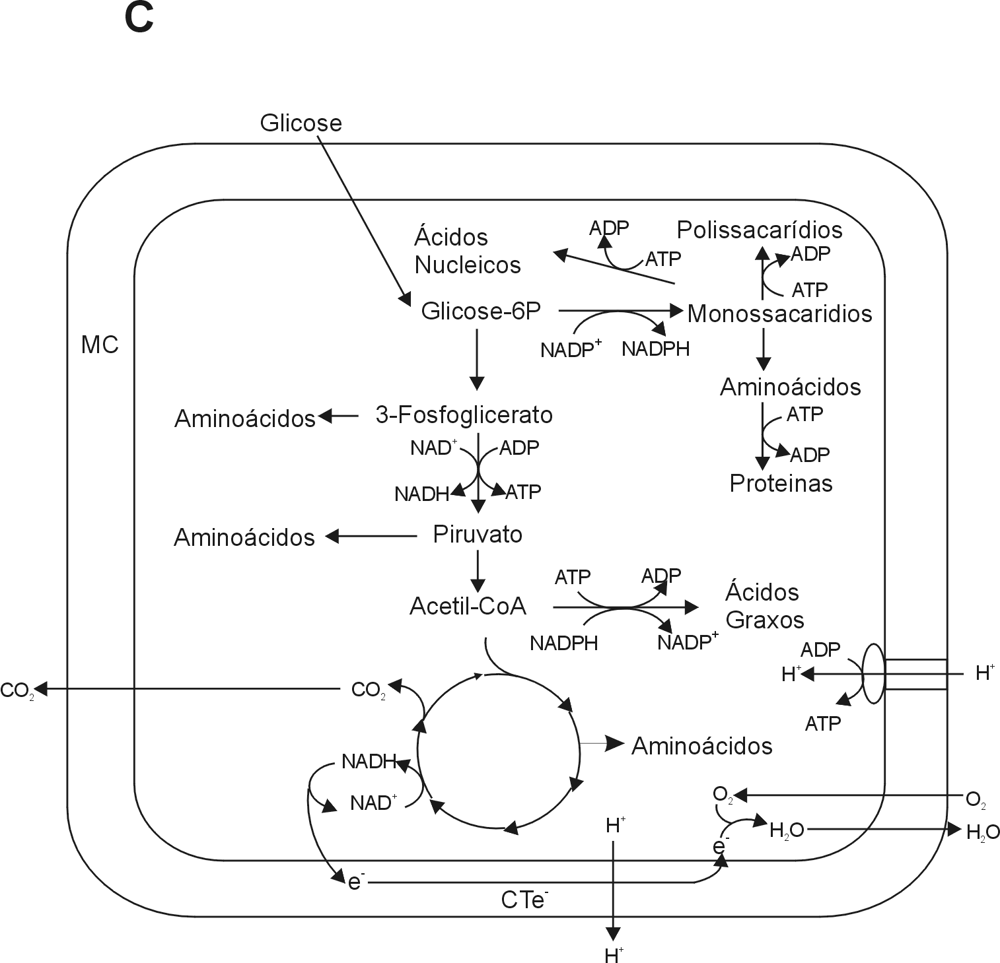 C
Glicose
Ácidos
Nucleicos
ADP
ATP
Polissacarídios
ADP
ATP
MC
Glicose-6P
NADP⁺
NADPH
Monossacaridios
Aminoácidos
3-Fosfoglicerato
Aminoácidos
ATP
ADP
NAD⁺
ADP
NADH
ATP
Proteinas
Aminoácidos
Piruvato
Acetil-CoA
ATP
ADP
NADPH
NADP⁺
Ácidos
Graxos
ADP
H⁺
H⁺
ATP
CO₂
CO₂
NADH
NAD⁺
Aminoácidos
O₂
O₂
H₂O
H₂O
e⁻
H⁺
e⁻
CTe⁻
H⁺